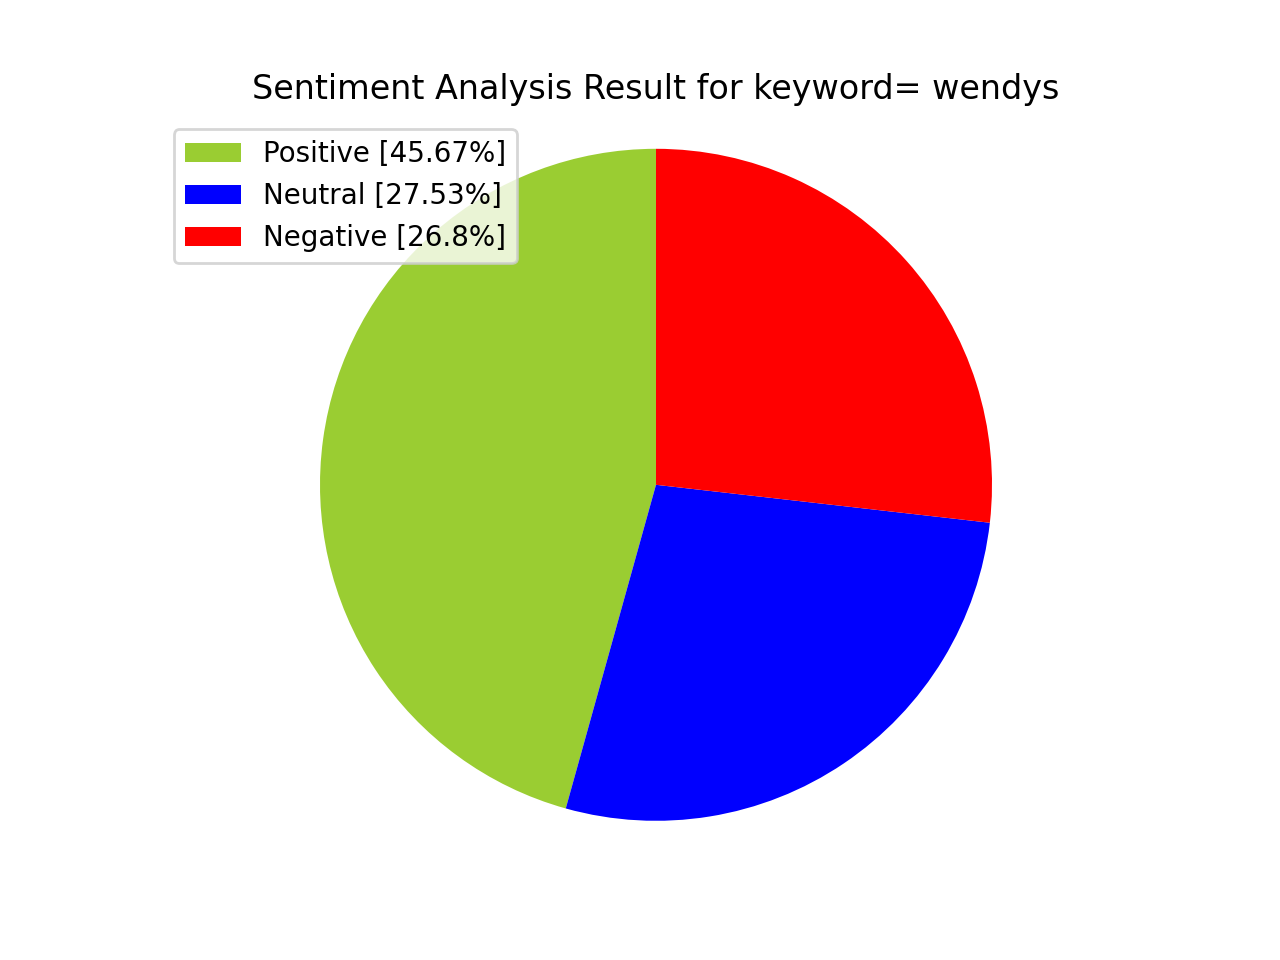 Sentiment Analysis Result for keyword= wendys
Positive [45.67%]
Neutral [27.53%]
Negative [26.8%]